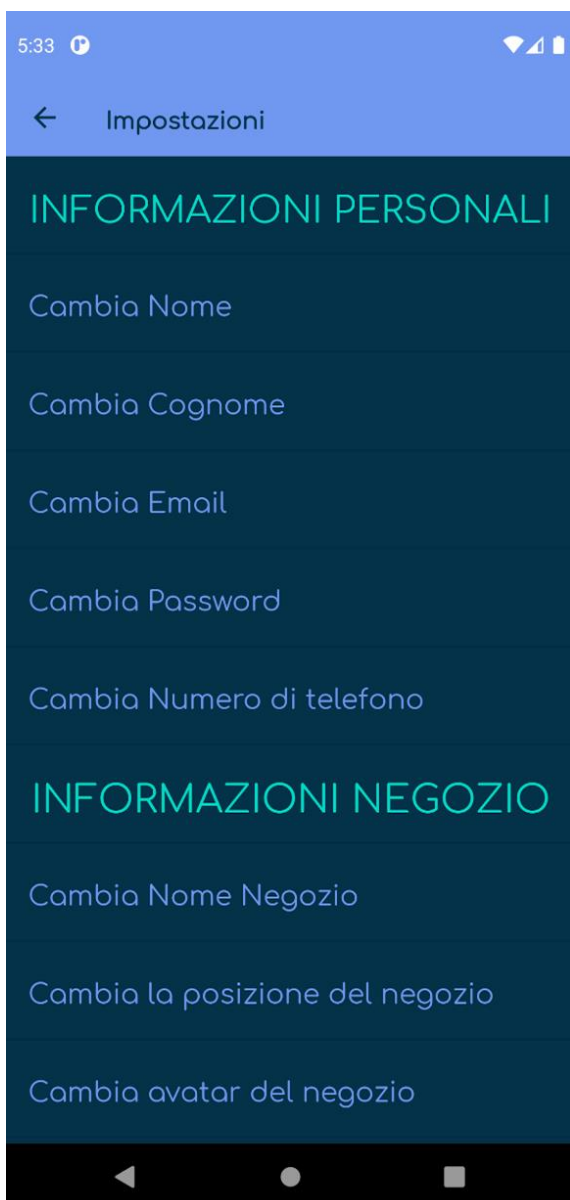 5:33
Impostazioni
INFORMAZIONI PERSONALI
Cambia Nome
Cambia Cognome
Cambia Email
Cambia Password
Cambia Numero di telefono
INFORMAZIONI NEGOZIO
Cambia Nome Negozio
Cambia la posizione del negozio
Cambia avatar del negozio